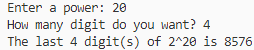 Enter a power: 20
How many digit do you want? 4
The last 4 digit(s) of 2^20 is 8576